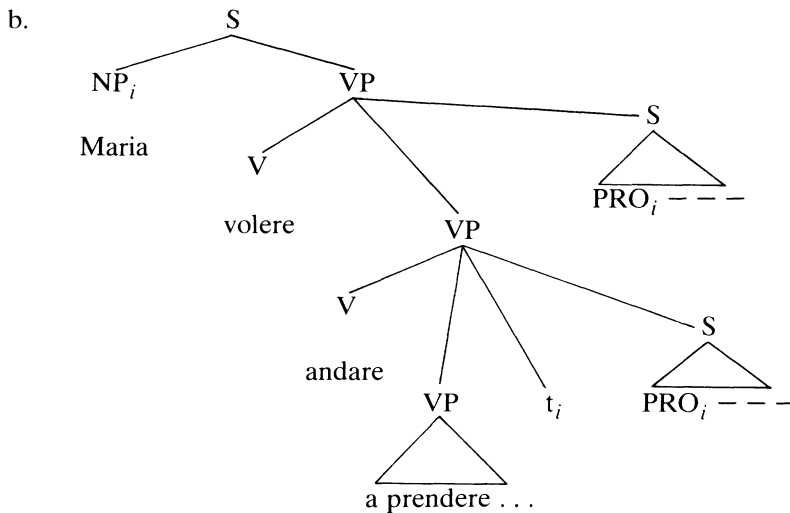 b.
S
NPi VP
Maria V S
PROi – – –
volere VP
V S
andare VP ti PROi – – –
a prendere . . .